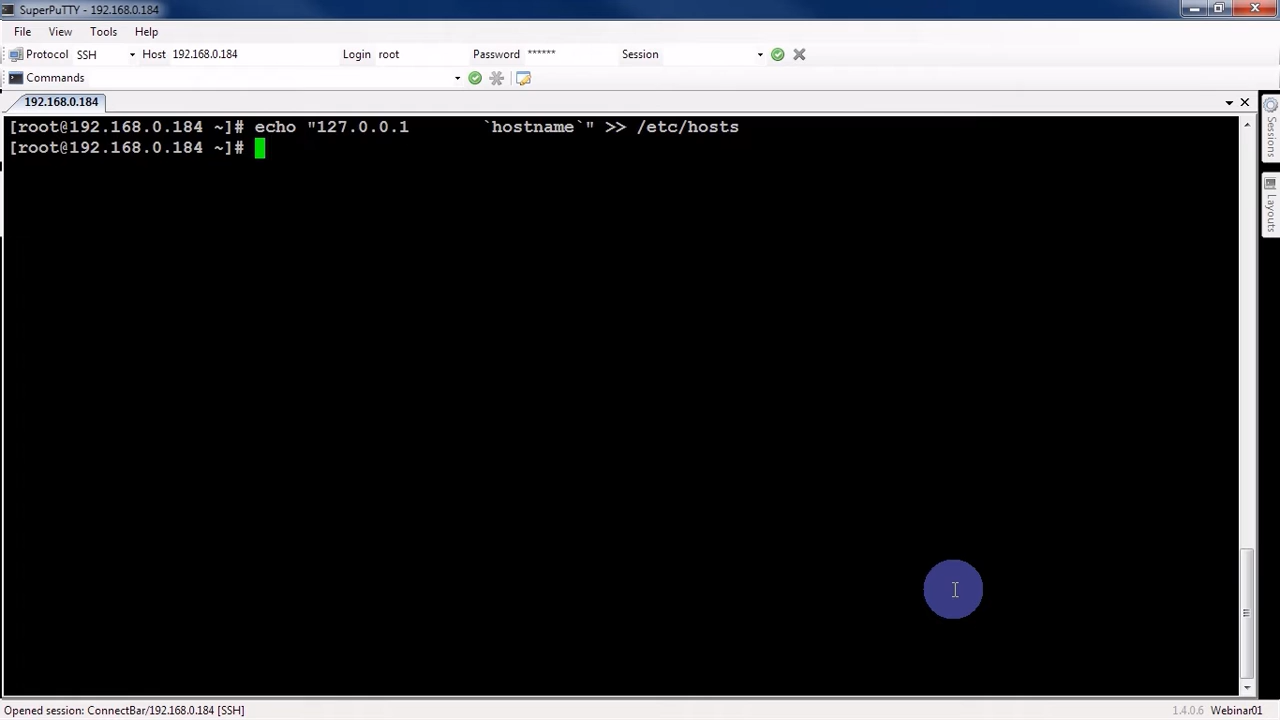 SuperPuTTY - 192.168.0.184
File View Tools Help
Protocol SSH Host 192.168.0.184 Login root Password ****** Session
Commands
192.168.0.184
[root@192.168.0.184 ~]# echo "127.0.0.1       `hostname`" >> /etc/hosts
[root@192.168.0.184 ~]#
Sessions
Layouts
Opened session: ConnectBar/192.168.0.184 [SSH] 1.4.0.6 Webinar01